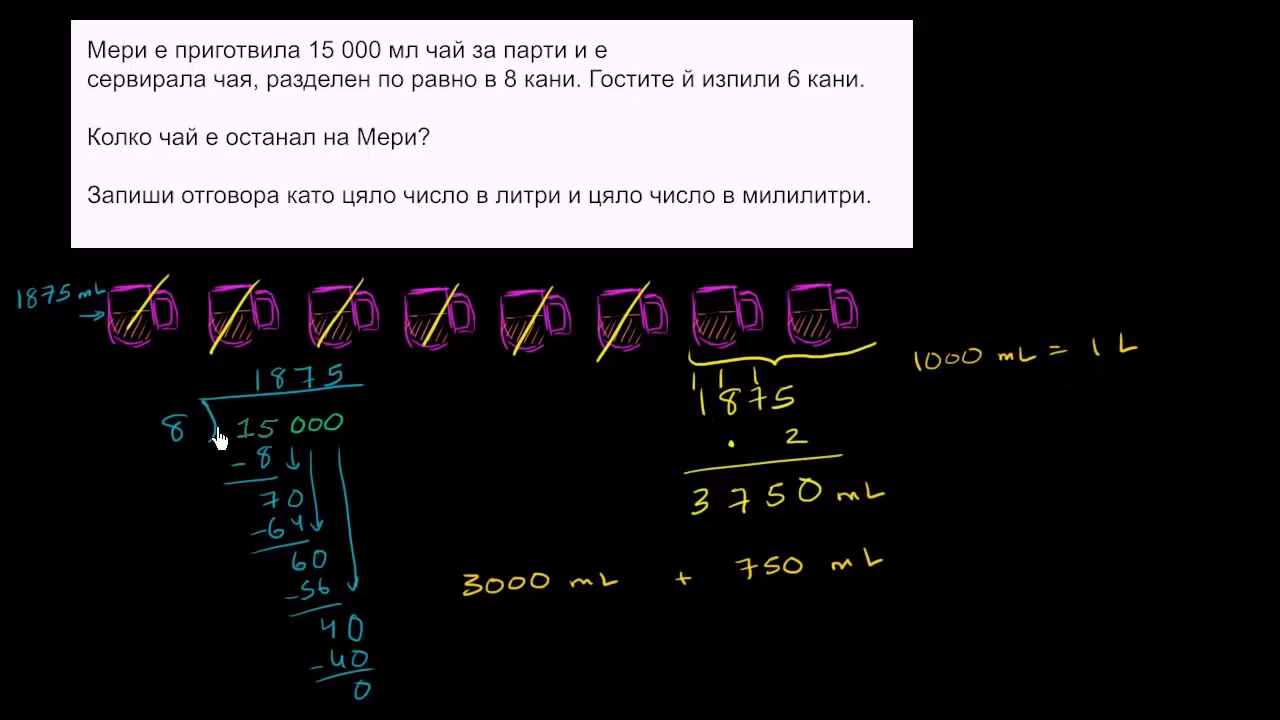 Мери е приготвила 15 000 мл чай за парти и е
сервирала чая, разделен по равно в 8 кани. Гостите й изпили 6 кани.
Колко чай е останал на Мери?
Запиши отговора като цяло число в литри и цяло число в милилитри.
1875 mL
1000 mL = 1 L
1875
8 15 000
-8
70
-64
60
-56
40
-40
0
1 1 1
1875
. 2
3750 mL
3000 mL + 750 mL